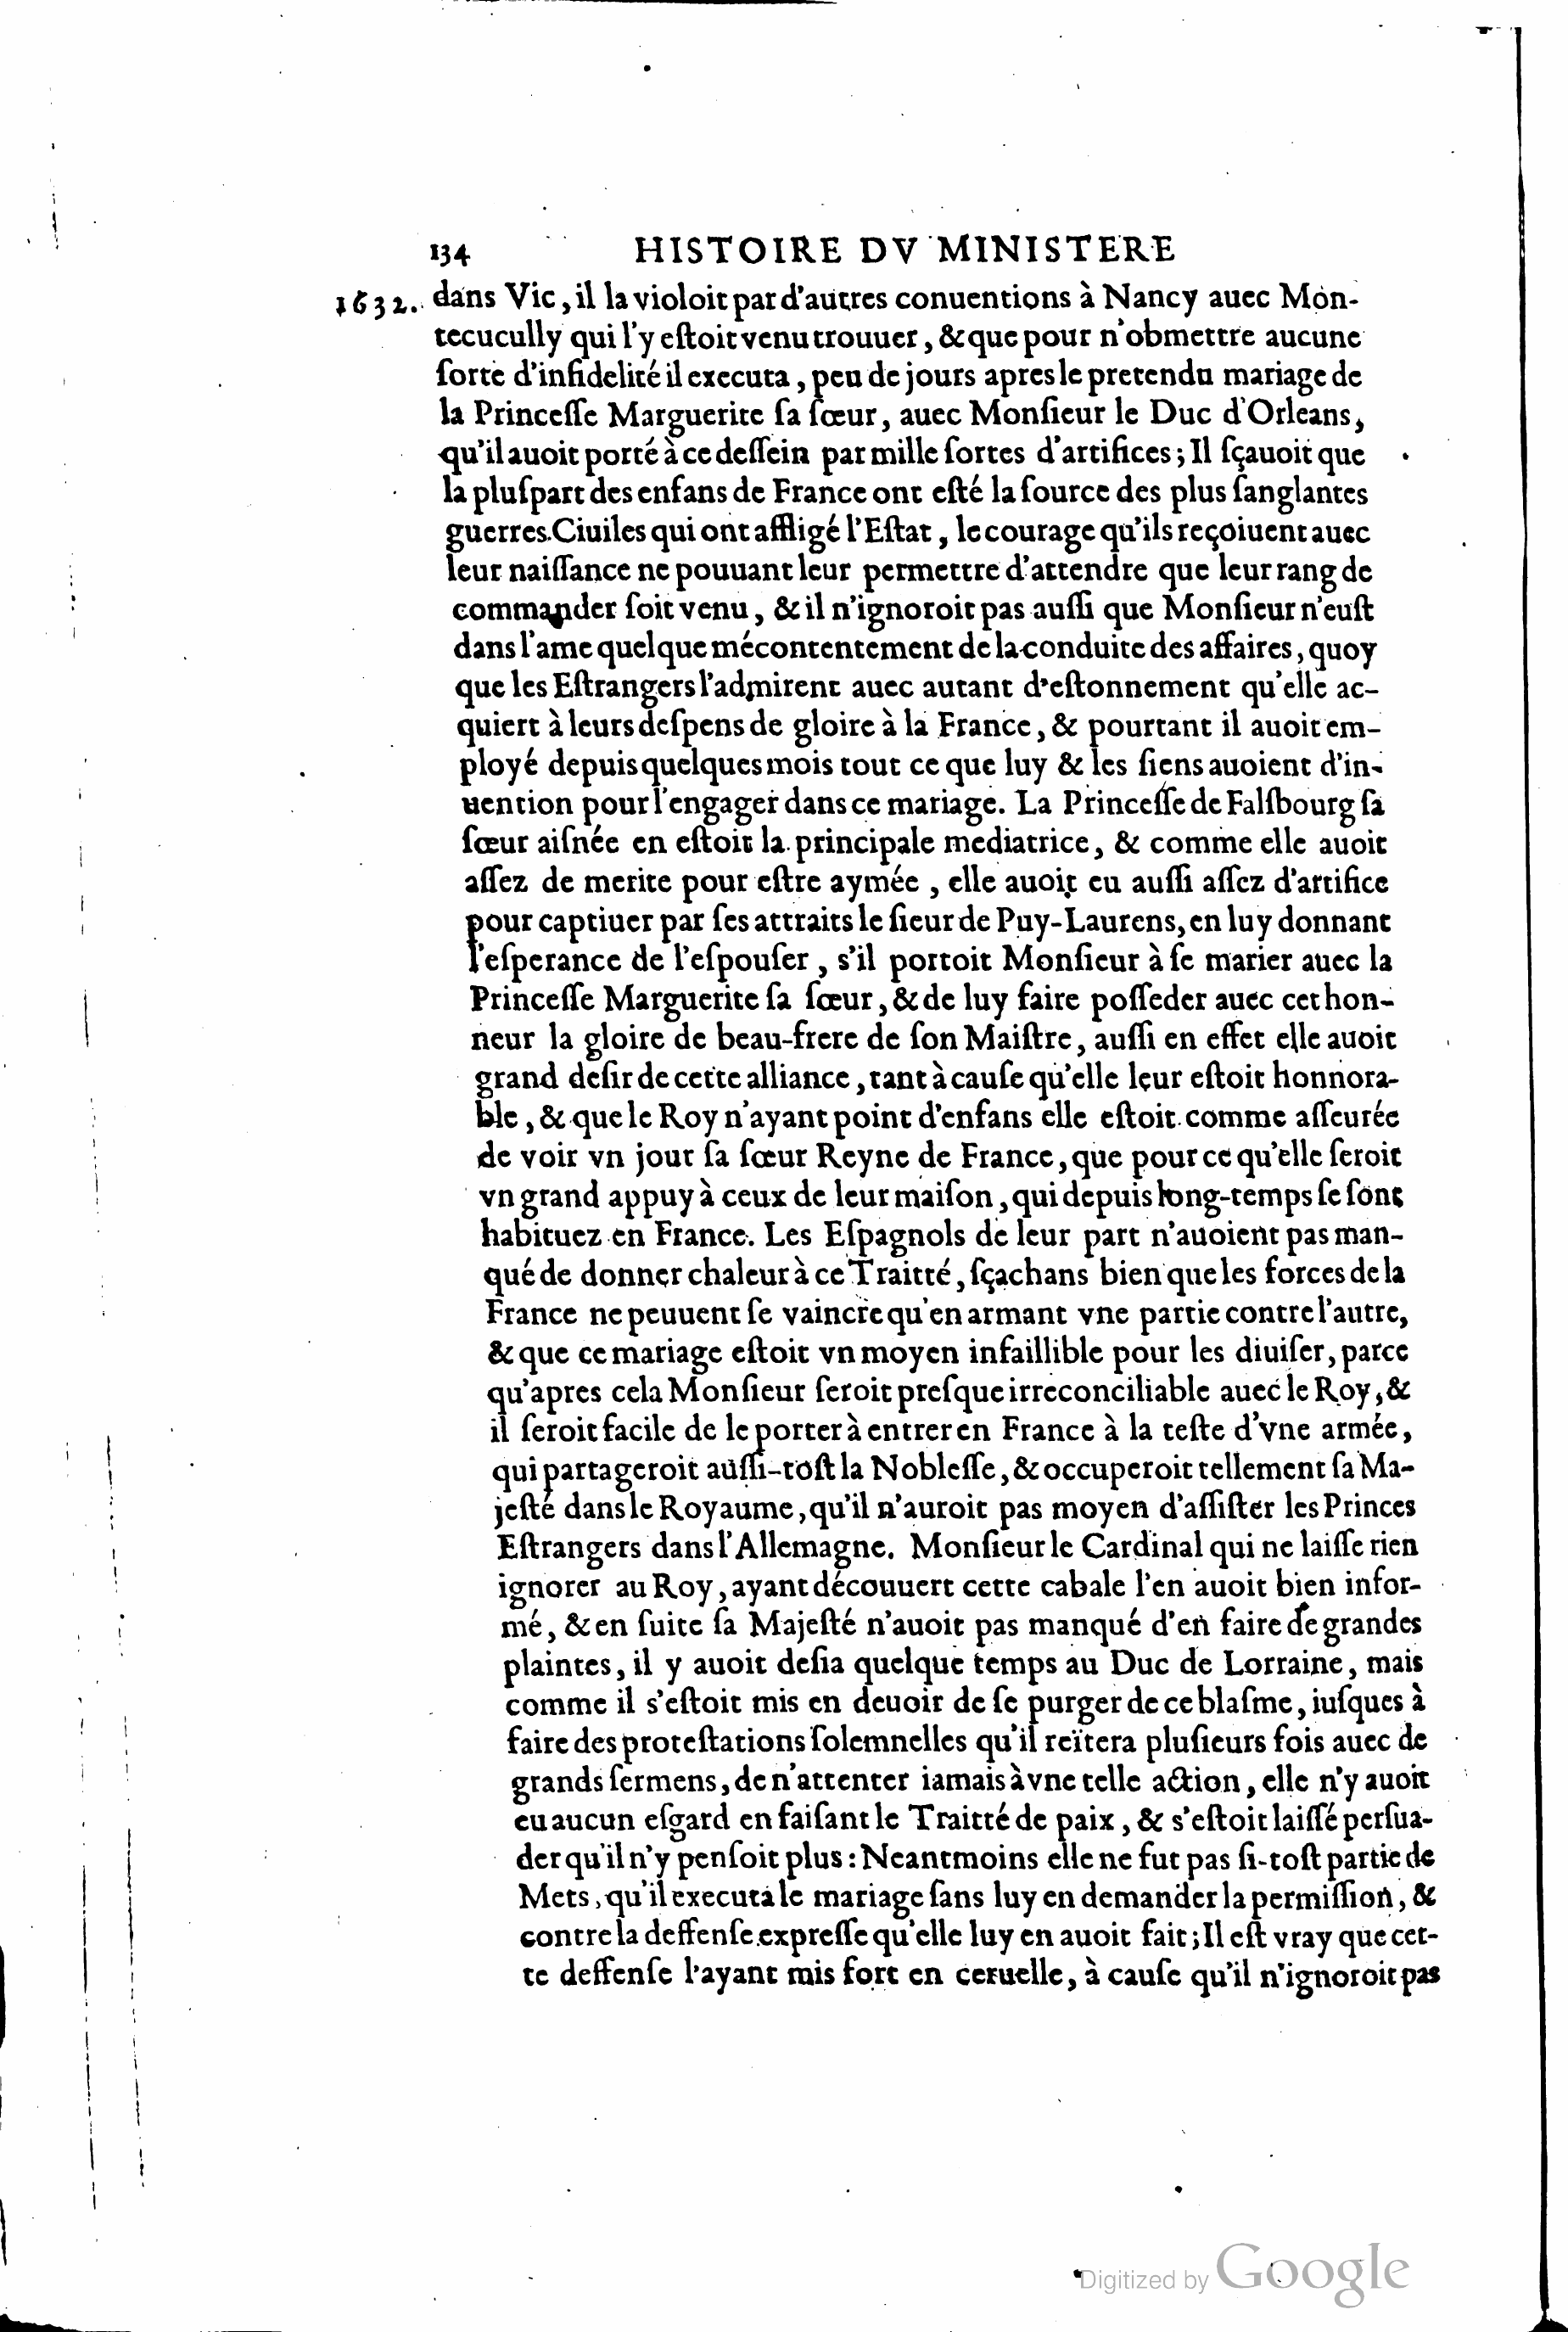 134 HISTOIRE DV MINISTERE
1632. dans Vic, il la violoit par d'autres conuentions à Nancy auec Mon-
tecucully qui l'y eſtoit venu trouuer, & que pour n'obmettre aucune
ſorte d'infidelité il executa, peu de jours apres le pretendu mariage de
la Princeſſe Marguerite ſa ſœur, auec Monſieur le Duc d'Orleans,
qu'il auoit porté à ce deſſein par mille ſortes d'artifices; Il ſçauoit que
la pluſpart des enfans de France ont eſté la ſource des plus ſanglantes
guerres Ciuiles qui ont affligé l'Eſtat, le courage qu'ils reçoiuent auec
leur naiſſance ne pouuant leur permettre d'attendre que leur rang de
commander ſoit venu, & il n'ignoroit pas auſſi que Monſieur n'euſt
dans l'ame quelque mécontentement de la conduite des affaires, quoy
que les Eſtrangers l'admirent auec autant d'eſtonnement qu'elle ac-
quiert à leurs deſpens de gloire à la France, & pourtant il auoit em-
ployé depuis quelques mois tout ce que luy & les ſiens auoient d'in-
uention pour l'engager dans ce mariage. La Princeſſe de Falſbourg ſa
ſœur aiſnée en eſtoit la principale mediatrice, & comme elle auoit
aſſez de merite pour eſtre aymée, elle auoit eu auſſi aſſez d'artifice
pour captiuer par ſes attraits le ſieur de Puy-Laurens, en luy donnant
l'eſperance de l'eſpouſer, s'il portoit Monſieur à ſe marier auec la
Princeſſe Marguerite ſa ſœur, & de luy faire poſſeder auec cet hon-
neur la gloire de beau-frere de ſon Maiſtre, auſſi en effet elle auoit
grand deſir de cette alliance, tant à cauſe qu'elle leur eſtoit honnora-
ble, & que le Roy n'ayant point d'enfans elle eſtoit comme aſſeurée
de voir vn jour ſa ſœur Reyne de France, que pour ce qu'elle ſeroit
vn grand appuy à ceux de leur maiſon, qui depuis long-temps ſe ſont
habituez en France. Les Eſpagnols de leur part n'auoient pas man-
qué de donner chaleur à ce Traitté, ſçachans bien que les forces de la
France ne peuuent ſe vaincre qu'en armant vne partie contre l'autre,
& que ce mariage eſtoit vn moyen infaillible pour les diuiſer, parce
qu'apres cela Monſieur ſeroit preſque irreconciliable auec le Roy, &
il ſeroit facile de le porter à entrer en France à la teſte d'vne armée,
qui partageroit auſſi-toſt la Nobleſſe, & occuperoit tellement ſa Ma-
jeſté dans le Royaume, qu'il n'auroit pas moyen d'aſſiſter les Princes
Eſtrangers dans l'Allemagne. Monſieur le Cardinal qui ne laiſſe rien
ignorer au Roy, ayant découuert cette cabale l'en auoit bien infor-
mé, & en ſuite ſa Majeſté n'auoit pas manqué d'en faire de grandes
plaintes, il y auoit deſia quelque temps au Duc de Lorraine, mais
comme il s'eſtoit mis en deuoir de ſe purger de ce blaſme, iuſques à
faire des proteſtations ſolemnelles qu'il reïtera pluſieurs fois auec de
grands ſermens, de n'attenter iamais à vne telle action, elle n'y auoit
eu aucun eſgard en faiſant le Traitté de paix, & s'eſtoit laiſſé perſua-
der qu'il n'y penſoit plus: Neantmoins elle ne fut pas ſi-toſt partie de
Mets, qu'il executa le mariage ſans luy en demander la permiſſion, &
contre la deffenſe expreſſe qu'elle luy en auoit fait; Il eſt vray que cet-
te deffenſe l'ayant mis fort en ceruelle, à cauſe qu'il n'ignoroit pas
Digitized by Google